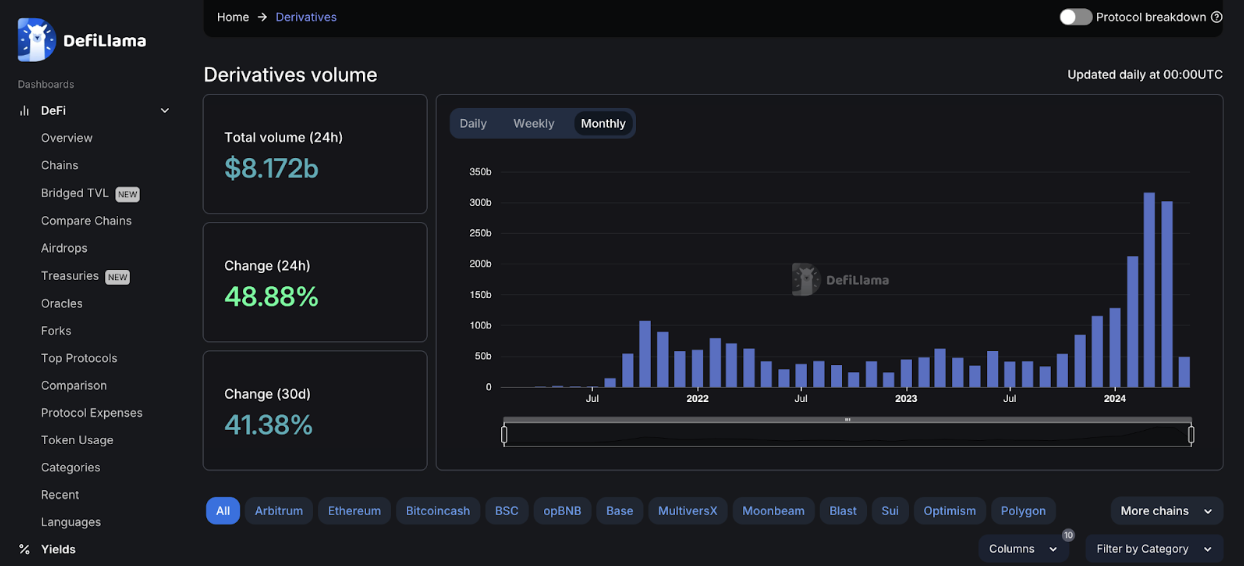 DefiLlama
Dashboards
DeFi
Overview
Chains
Bridged TVL NEW
Compare Chains
Airdrops
Treasuries NEW
Oracles
Forks
Top Protocols
Comparison
Protocol Expenses
Token Usage
Categories
Recent
Languages
Yields
Home → Derivatives
Protocol breakdown
Derivatives volume
Updated daily at 00:00UTC
Total volume (24h)
$8.172b
Change (24h)
48.88%
Change (30d)
41.38%
Daily Weekly Monthly
350b
300b
250b
200b
150b
100b
50b
0
DefiLlama
Jul 2022 Jul 2023 Jul 2024
All Arbitrum Ethereum Bitcoincash BSC opBNB Base MultiversX Moonbeam Blast Sui Optimism Polygon More chains
Columns 10 Filter by Category